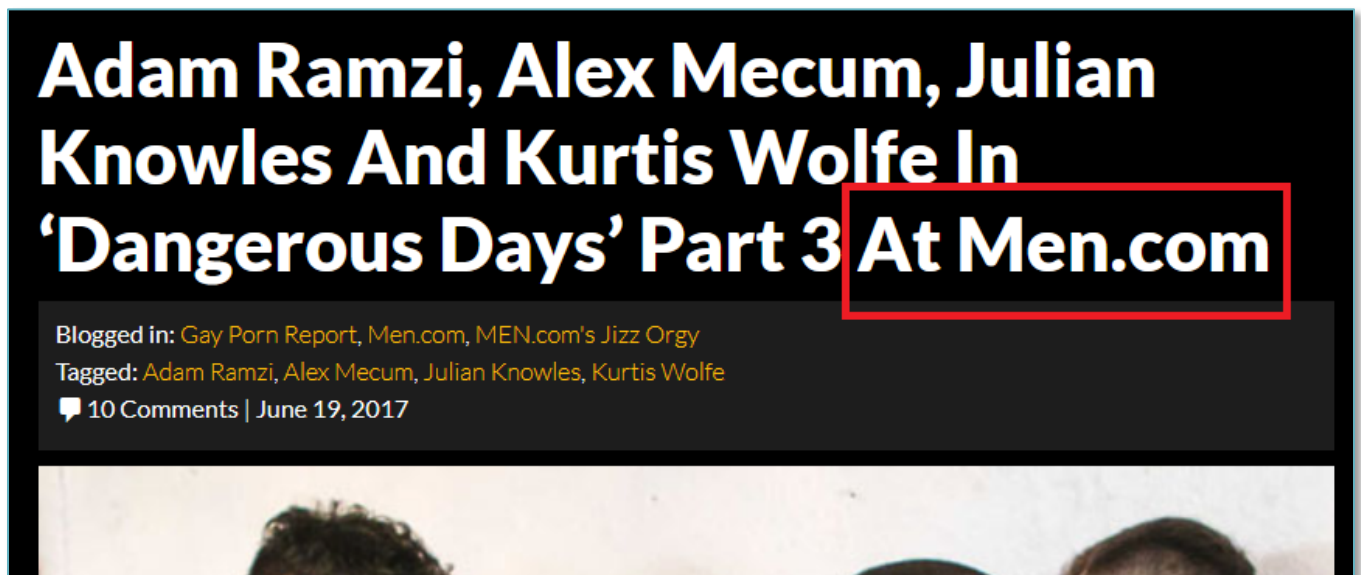 Adam Ramzi, Alex Mecum, Julian
Knowles And Kurtis Wolfe In
‘Dangerous Days’ Part 3 At Men.com
Blogged in: Gay Porn Report, Men.com, MEN.com's Jizz Orgy
Tagged: Adam Ramzi, Alex Mecum, Julian Knowles, Kurtis Wolfe
10 Comments | June 19, 2017